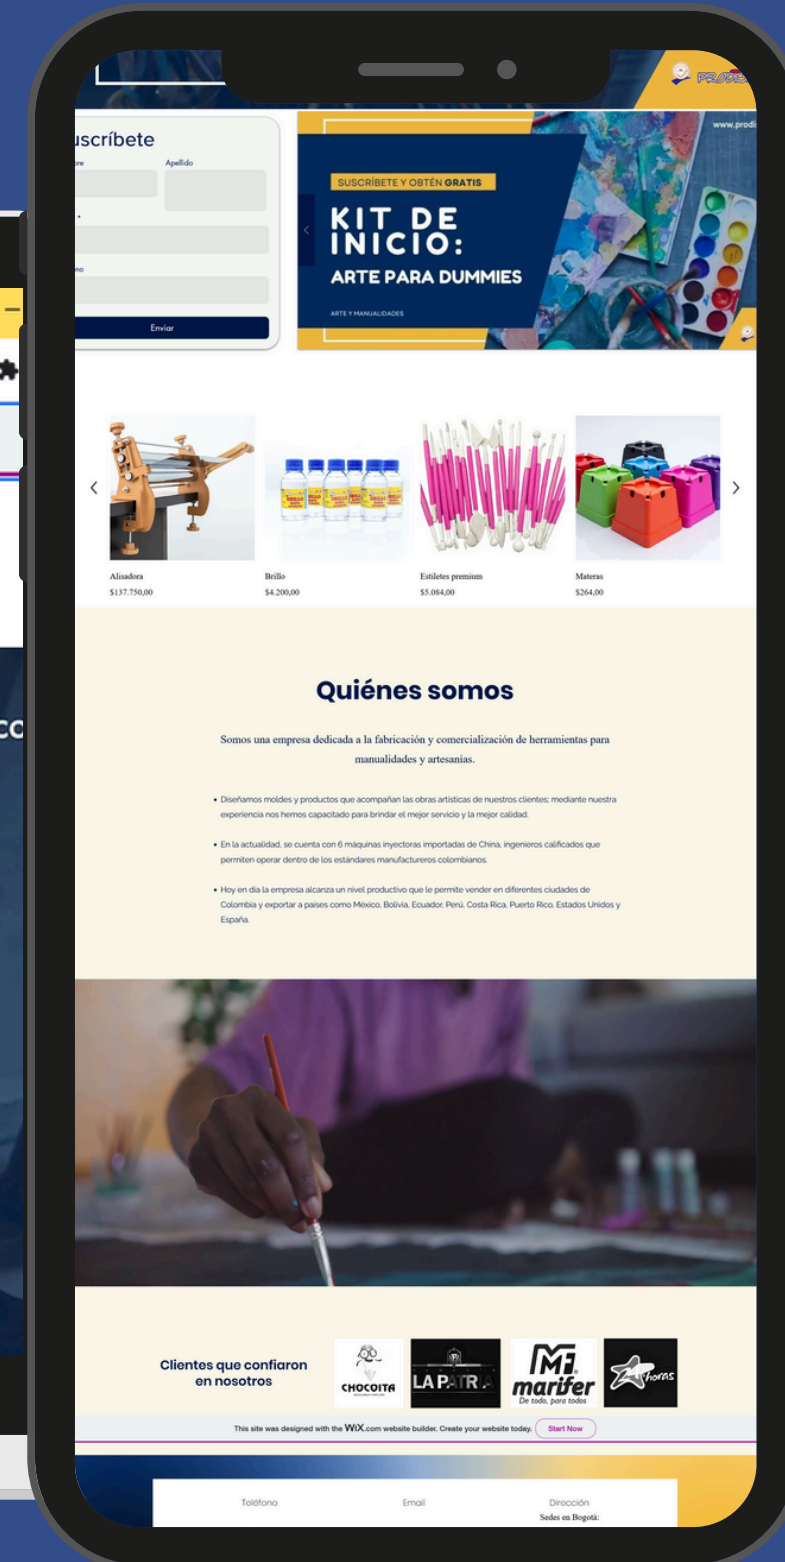 uscríbete
Apellido
Enviar
www.prodi
SUSCRÍBETE Y OBTÉN GRATIS
KIT DE
INICIO:
ARTE PARA DUMMIES
ARTE Y MANUALIDADES
Alisadora
$137.750,00
Brillo
$4.200,00
Estiletes premium
$5.084,00
Materas
$264,00
Quiénes somos
Somos una empresa dedicada a la fabricación y comercialización de herramientas para
manualidades y artesanías.
• Diseñamos moldes y productos que acompañan las obras artísticas de nuestros clientes; mediante nuestra
experiencia nos hemos capacitado para brindar el mejor servicio y la mejor calidad.
• En la actualidad, se cuenta con 6 máquinas inyectoras importadas de China, ingenieros calificados que
permiten operar dentro de los estándares manufactureros colombianos.
• Hoy en día la empresa alcanza un nivel productivo que le permite vender en diferentes ciudades de
Colombia y exportar a países como México, Bolivia, Ecuador, Perú, Costa Rica, Puerto Rico, Estados Unidos y
España.
Clientes que confiaron
en nosotros
CHOCOITA
LA PATRIA
marifer
De todo, para todos
24 horas
This site was designed with the WiX.com website builder. Create your website today.
Start Now
Teléfono
Email
Dirección
Sedes en Bogotá: